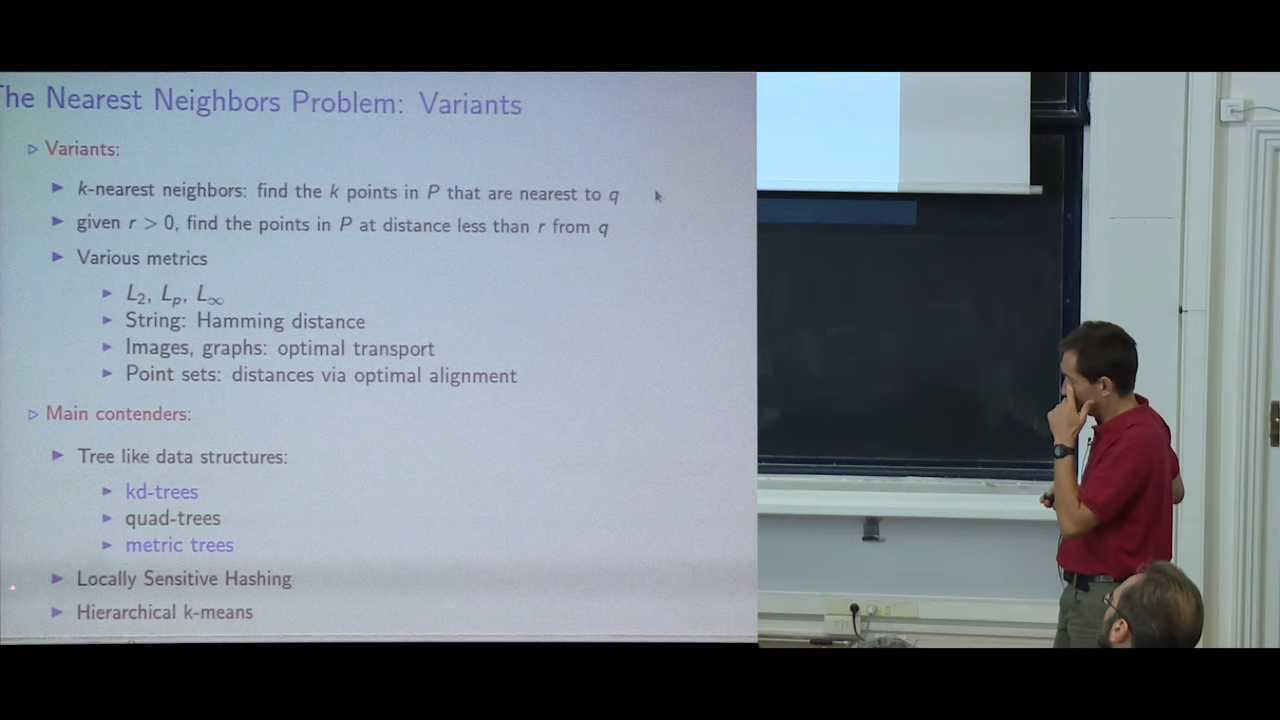 The Nearest Neighbors Problem: Variants
▷ Variants:
▶ k-nearest neighbors: find the k points in P that are nearest to q
▶ given r > 0, find the points in P at distance less than r from q
▶ Various metrics
▶ L₂, Lₚ, L∞
▶ String: Hamming distance
▶ Images, graphs: optimal transport
▶ Point sets: distances via optimal alignment
▷ Main contenders:
▶ Tree like data structures:
▶ kd-trees
▶ quad-trees
▶ metric trees
▶ Locally Sensitive Hashing
▶ Hierarchical k-means